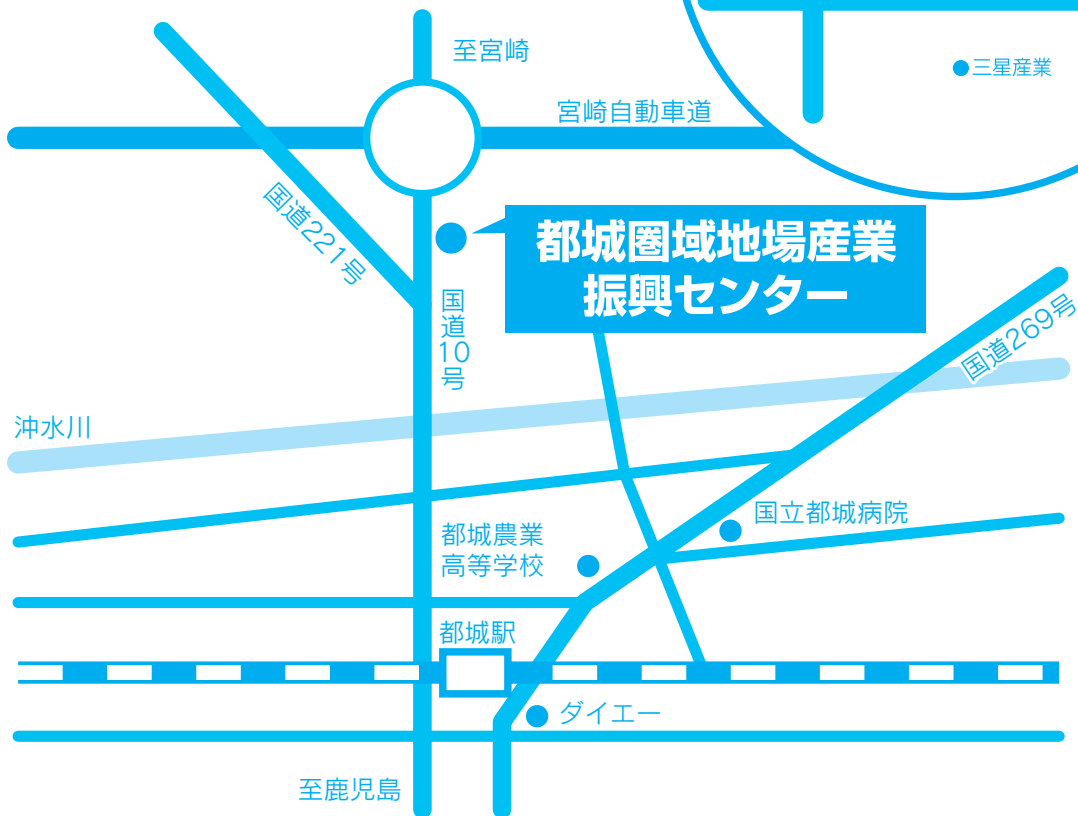 至宮崎
三星産業
宮崎自動車道
国道221号
都城圏域地場産業
振興センター
国道10号
国道269号
沖水川
国立都城病院
都城農業
高等学校
都城駅
ダイエー
至鹿児島